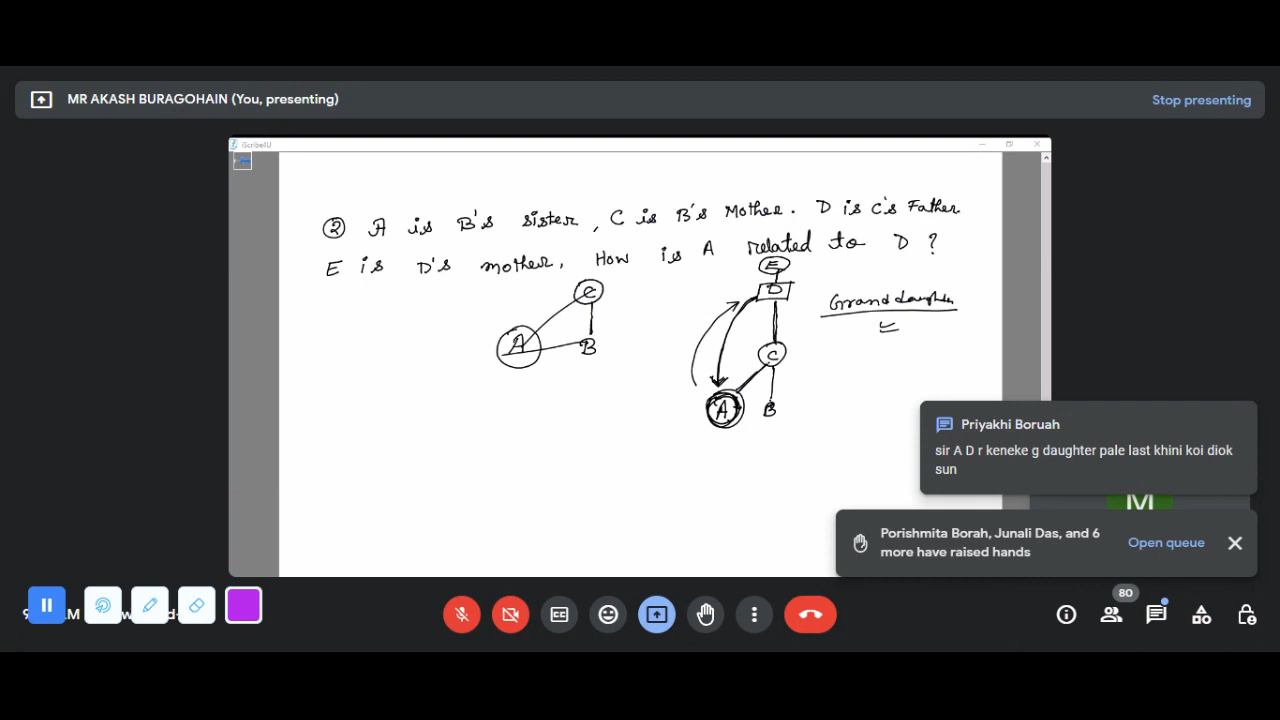 MR AKASH BURAGOHAIN (You, presenting)
Stop presenting
Scribe4U
② A is B's sister, C is B's Mother. D is C's Father
E is D's mother, How is A related to D ?
E
C
D
Grand daughter
A
B
C
A
B
Priyakhi Boruah
sir A D r keneke g daughter pale last khini koi diok
sun
M
Porishmita Borah, Junali Das, and 6
more have raised hands
Open queue
80